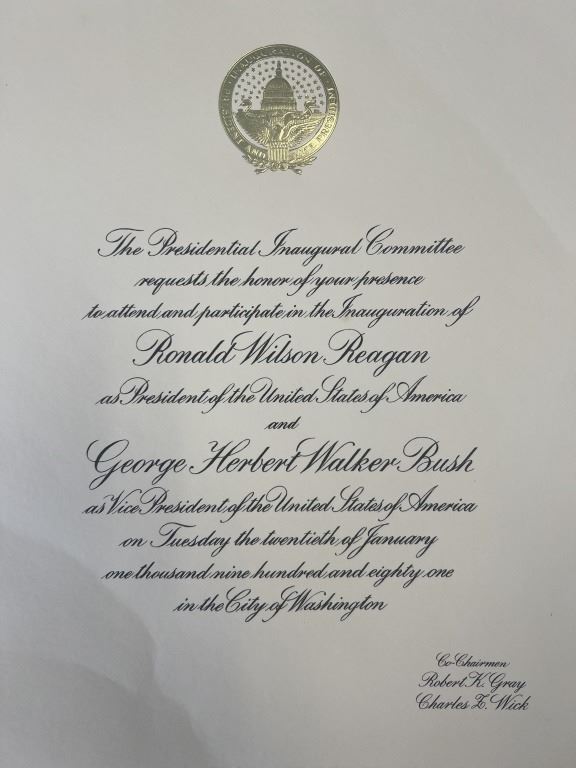 INAUGURATION OF
The Presidential Inaugural Committee
requests the honor of your presence
to attend and participate in the Inauguration of
Ronald Wilson Reagan
as President of the United States of America
and
George Herbert Walker Bush
as Vice President of the United States of America
on Tuesday the twentieth of January
one thousand nine hundred and eighty one
in the City of Washington
Co-Chairmen
Robert K. Gray
Charles Z. Wick